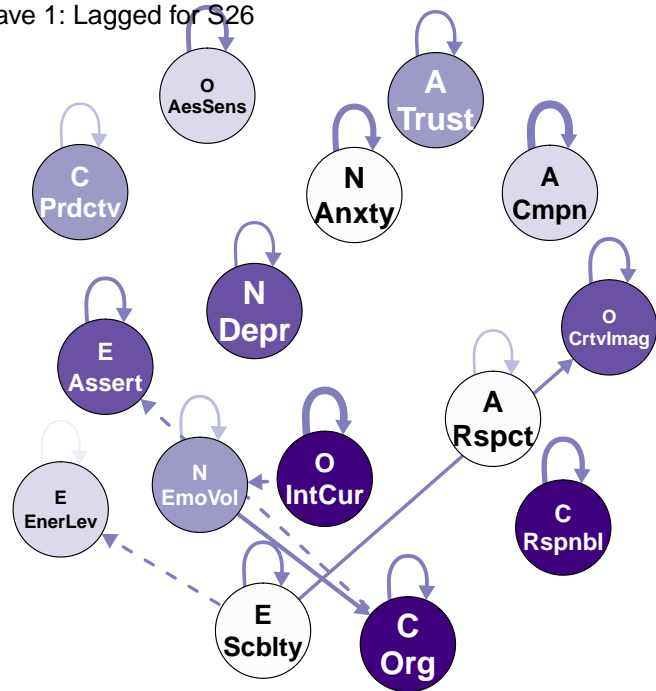 ave 1: Lagged for S26
O
AesSens
A
Trust
C
Prdctv
N
Anxty
A
Cmpn
N
Depr
O
CrtvImag
E
Assert
A
Rspct
N
EmoVol
O
IntCur
E
EnerLev
C
Rspnbl
E
Scblty
C
Org